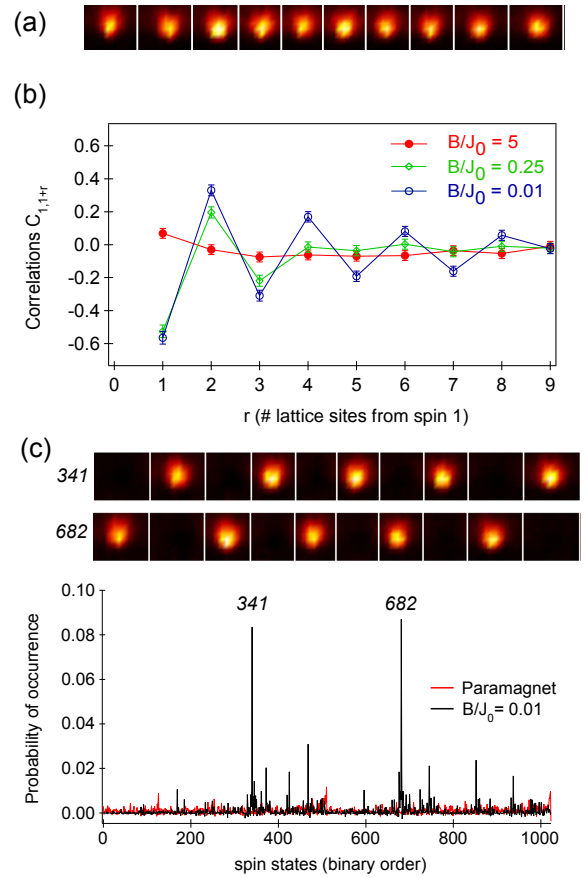 (a)
(b)
0.6
0.4
0.2
0.0
-0.2
-0.4
-0.6
Correlations C1,1+r
B/J0 = 5
B/J0 = 0.25
B/J0 = 0.01
0 1 2 3 4 5 6 7 8 9
r (# lattice sites from spin 1)
(c)
341
682
0.10
0.08
0.06
0.04
0.02
0.00
Probability of occurrence
341 682
Paramagnet
B/J0 = 0.01
0 200 400 600 800 1000
spin states (binary order)